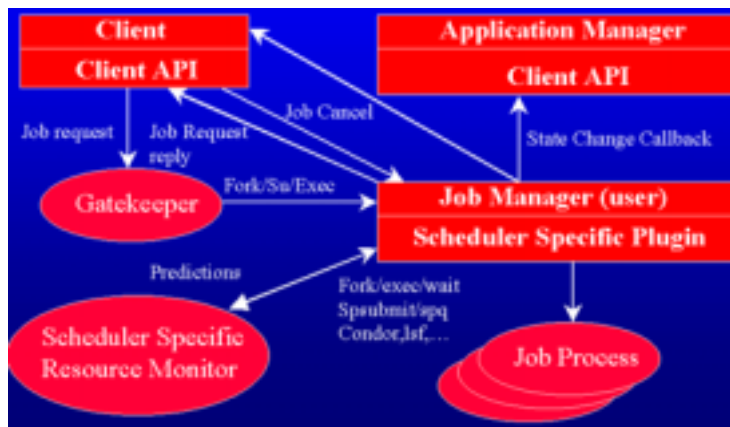 Client
Client API
Application Manager
Client API
Job request
Job Request
reply
Job Cancel
State Change Callback
Gatekeeper
Fork/Su/Exec
Job Manager (user)
Scheduler Specific Plugin
Predictions
Fork/exec/wait
Spsubmit/spq
Condor,lsf,…
Scheduler Specific
Resource Monitor
Job Process